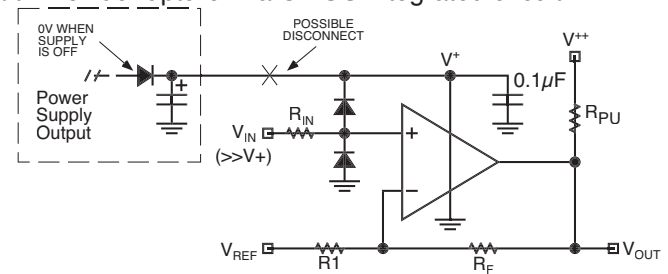 0V WHEN
SUPPLY
IS OFF
POSSIBLE
DISCONNECT
V++
V+
+
0.1µF
Power
Supply
Output
RIN
RPU
VIN
(>>V+)
+
−
VREF
R1
RF
VOUT